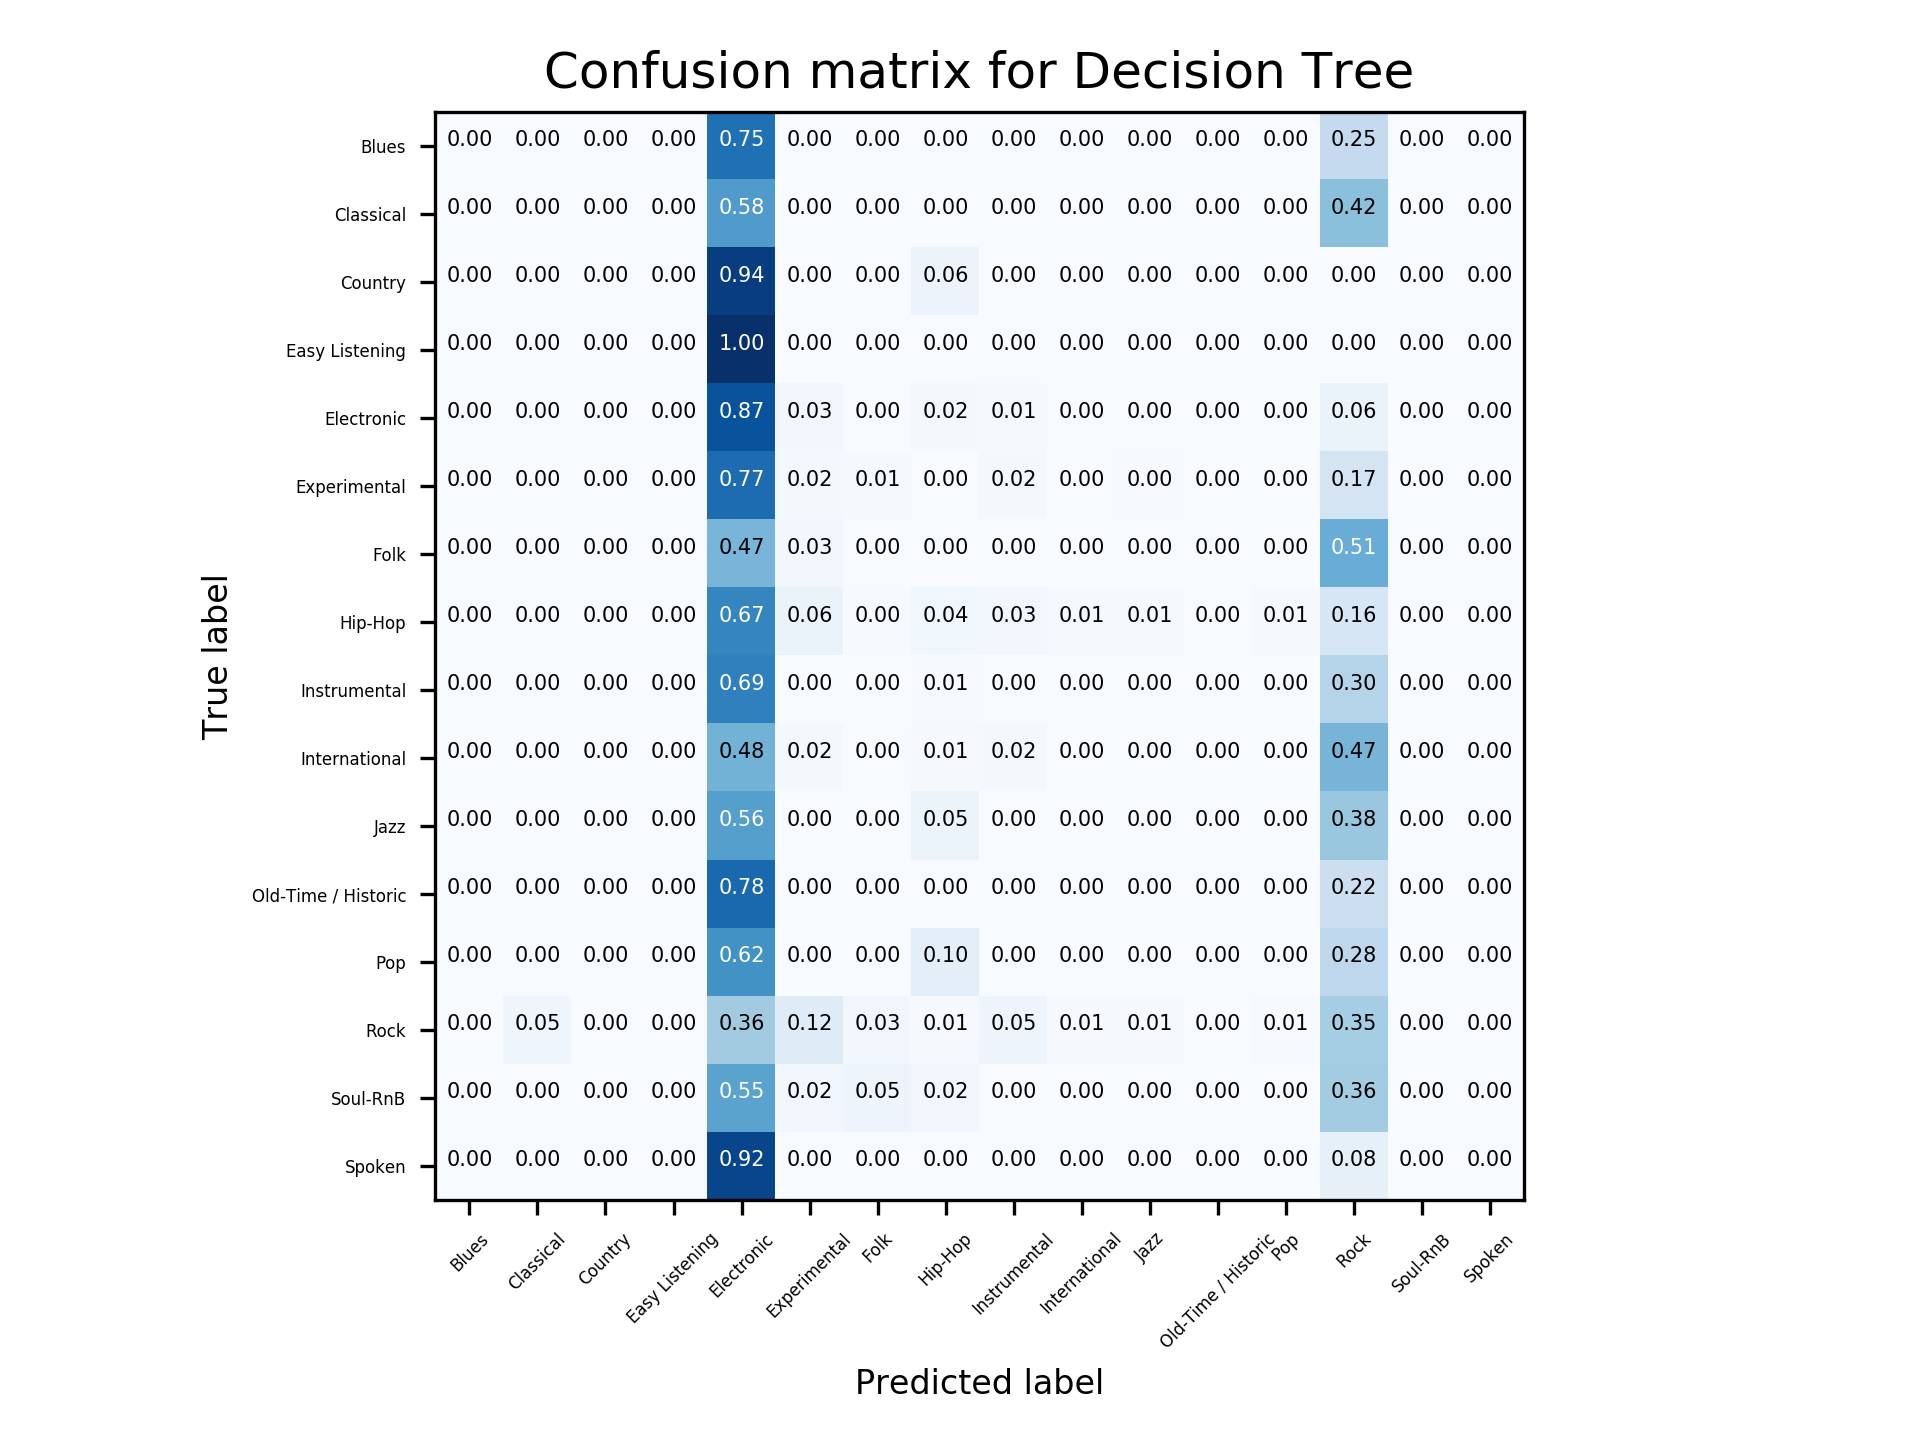 Confusion matrix for Decision Tree
True label
Blues 0.00 0.00 0.00 0.00 0.75 0.00 0.00 0.00 0.00 0.00 0.00 0.00 0.00 0.25 0.00 0.00
Classical 0.00 0.00 0.00 0.00 0.58 0.00 0.00 0.00 0.00 0.00 0.00 0.00 0.00 0.42 0.00 0.00
Country 0.00 0.00 0.00 0.00 0.94 0.00 0.00 0.06 0.00 0.00 0.00 0.00 0.00 0.00 0.00 0.00
Easy Listening 0.00 0.00 0.00 0.00 1.00 0.00 0.00 0.00 0.00 0.00 0.00 0.00 0.00 0.00 0.00 0.00
Electronic 0.00 0.00 0.00 0.00 0.87 0.03 0.00 0.02 0.01 0.00 0.00 0.00 0.00 0.06 0.00 0.00
Experimental 0.00 0.00 0.00 0.00 0.77 0.02 0.01 0.00 0.02 0.00 0.00 0.00 0.00 0.17 0.00 0.00
Folk 0.00 0.00 0.00 0.00 0.47 0.03 0.00 0.00 0.00 0.00 0.00 0.00 0.00 0.51 0.00 0.00
Hip-Hop 0.00 0.00 0.00 0.00 0.67 0.06 0.00 0.04 0.03 0.01 0.01 0.00 0.01 0.16 0.00 0.00
Instrumental 0.00 0.00 0.00 0.00 0.69 0.00 0.00 0.01 0.00 0.00 0.00 0.00 0.00 0.30 0.00 0.00
International 0.00 0.00 0.00 0.00 0.48 0.02 0.00 0.01 0.02 0.00 0.00 0.00 0.00 0.47 0.00 0.00
Jazz 0.00 0.00 0.00 0.00 0.56 0.00 0.00 0.05 0.00 0.00 0.00 0.00 0.00 0.38 0.00 0.00
Old-Time / Historic 0.00 0.00 0.00 0.00 0.78 0.00 0.00 0.00 0.00 0.00 0.00 0.00 0.00 0.22 0.00 0.00
Pop 0.00 0.00 0.00 0.00 0.62 0.00 0.00 0.10 0.00 0.00 0.00 0.00 0.00 0.28 0.00 0.00
Rock 0.00 0.05 0.00 0.00 0.36 0.12 0.03 0.01 0.05 0.01 0.01 0.00 0.01 0.35 0.00 0.00
Soul-RnB 0.00 0.00 0.00 0.00 0.55 0.02 0.05 0.02 0.00 0.00 0.00 0.00 0.00 0.36 0.00 0.00
Spoken 0.00 0.00 0.00 0.00 0.92 0.00 0.00 0.00 0.00 0.00 0.00 0.00 0.00 0.08 0.00 0.00
Blues Classical Country Easy Listening Electronic Experimental Folk Hip-Hop Instrumental International Jazz Old-Time / Historic Pop Rock Soul-RnB Spoken
Predicted label